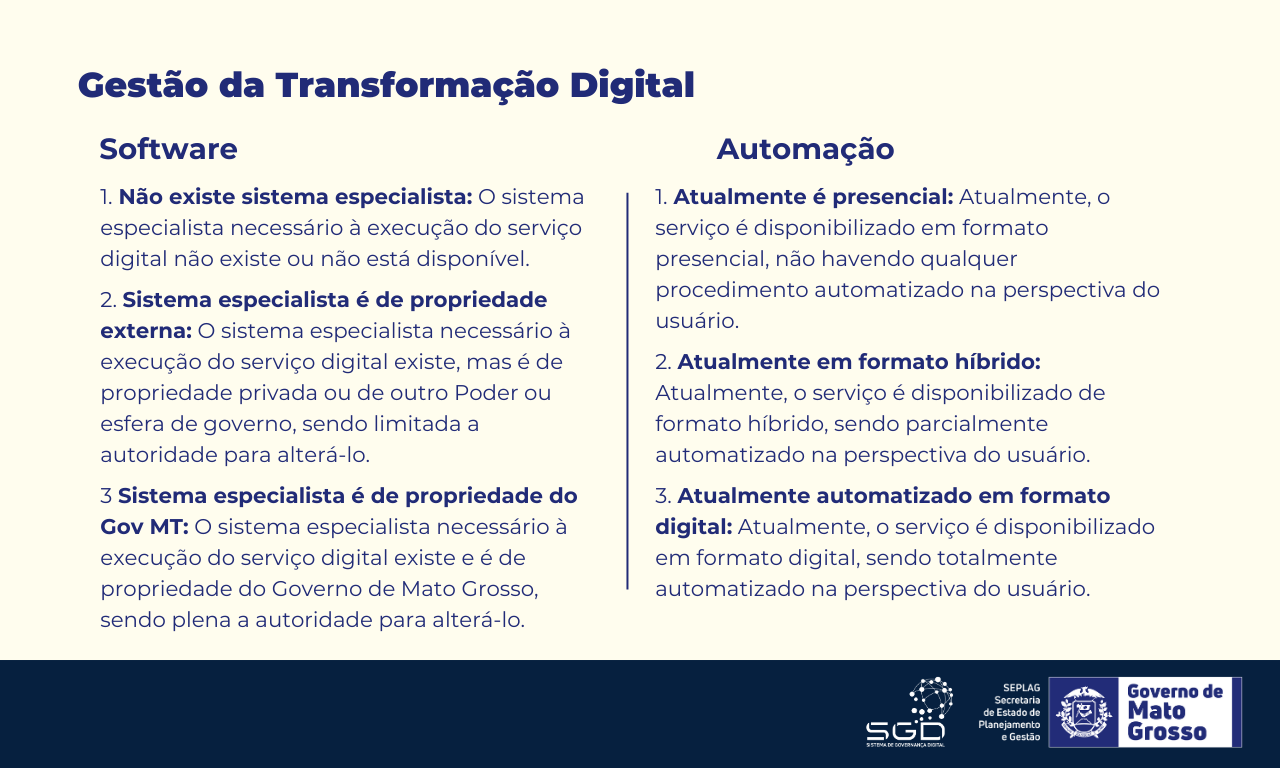 Gestão da Transformação Digital
Software
1. Não existe sistema especialista: O sistema
especialista necessário à execução do serviço
digital não existe ou não está disponível.
2. Sistema especialista é de propriedade
externa: O sistema especialista necessário à
execução do serviço digital existe, mas é de
propriedade privada ou de outro Poder ou
esfera de governo, sendo limitada a
autoridade para alterá-lo.
3 Sistema especialista é de propriedade do
Gov MT: O sistema especialista necessário à
execução do serviço digital existe e é de
propriedade do Governo de Mato Grosso,
sendo plena a autoridade para alterá-lo.
Automação
1. Atualmente é presencial: Atualmente, o
serviço é disponibilizado em formato
presencial, não havendo qualquer
procedimento automatizado na perspectiva do
usuário.
2. Atualmente em formato híbrido:
Atualmente, o serviço é disponibilizado de
formato híbrido, sendo parcialmente
automatizado na perspectiva do usuário.
3. Atualmente automatizado em formato
digital: Atualmente, o serviço é disponibilizado
em formato digital, sendo totalmente
automatizado na perspectiva do usuário.
SGD
SISTEMA DE GOVERNANÇA DIGITAL
SEPLAG
Secretaria
de Estado de
Planejamento
e Gestão
Governo de
Mato
Grosso